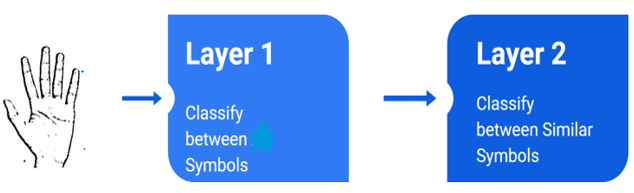 Layer 1
Classify
between
Symbols
Layer 2
Classify
between Similar
Symbols